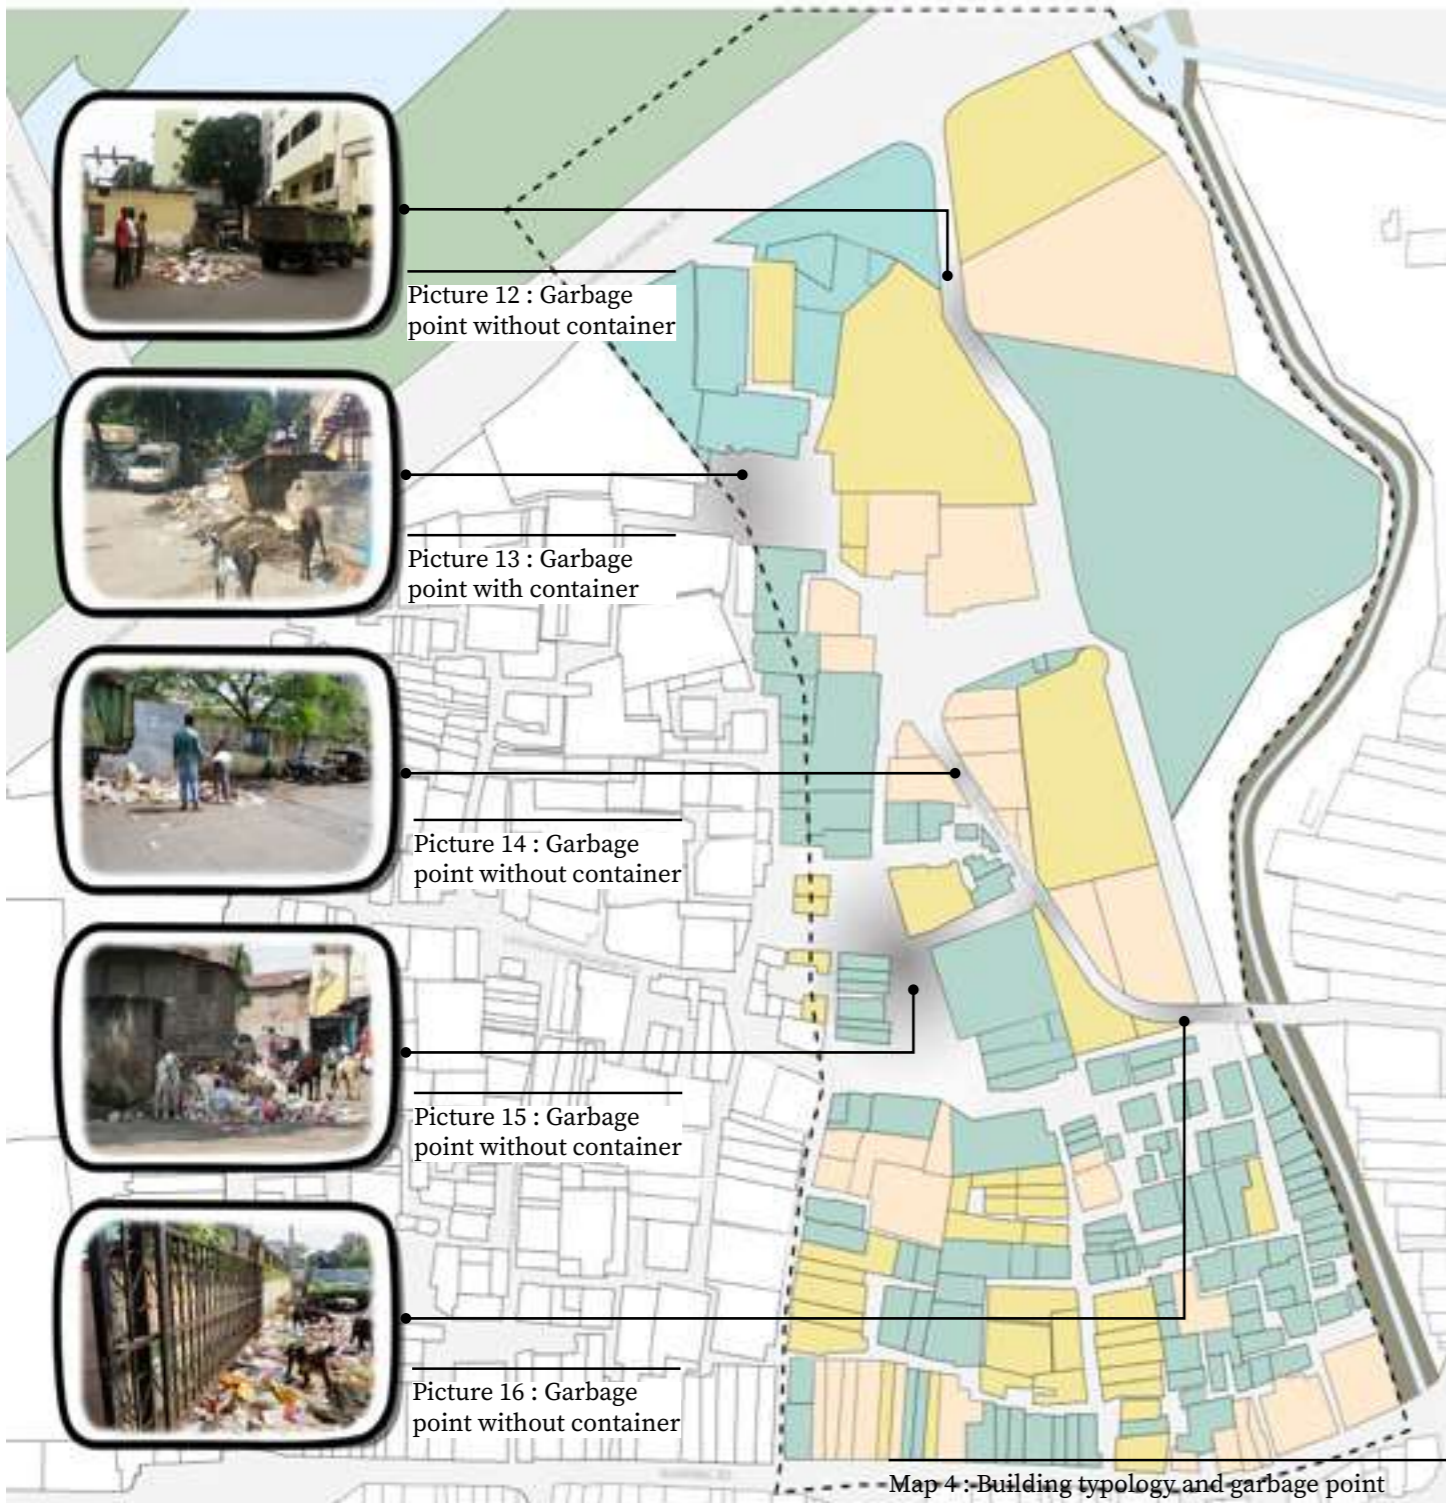 Picture 12 : Garbage
point without container
Picture 13 : Garbage
point with container
Picture 14 : Garbage
point without container
Picture 15 : Garbage
point without container
Picture 16 : Garbage
point without container
Map 4 : Building typology and garbage point